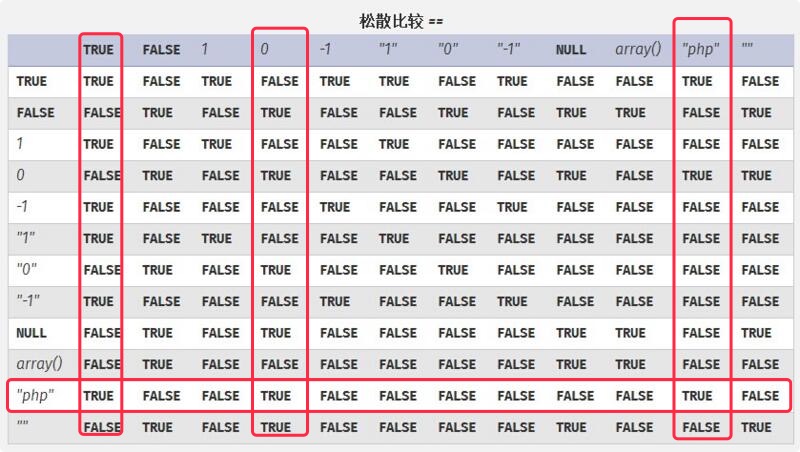 松散比较 ==
TRUE FALSE 1 0 -1 "1" "0" "-1" NULL array() "php" ""
TRUE TRUE FALSE TRUE FALSE TRUE TRUE FALSE TRUE FALSE FALSE TRUE FALSE
FALSE FALSE TRUE FALSE TRUE FALSE FALSE TRUE FALSE TRUE TRUE FALSE TRUE
1 TRUE FALSE TRUE FALSE FALSE TRUE FALSE FALSE FALSE FALSE FALSE FALSE
0 FALSE TRUE FALSE TRUE FALSE FALSE TRUE FALSE TRUE FALSE TRUE TRUE
-1 TRUE FALSE FALSE FALSE TRUE FALSE FALSE TRUE FALSE FALSE FALSE FALSE
"1" TRUE FALSE TRUE FALSE FALSE TRUE FALSE FALSE FALSE FALSE FALSE FALSE
"0" FALSE TRUE FALSE TRUE FALSE FALSE TRUE FALSE FALSE FALSE FALSE FALSE
"-1" TRUE FALSE FALSE FALSE TRUE FALSE FALSE TRUE FALSE FALSE FALSE FALSE
NULL FALSE TRUE FALSE TRUE FALSE FALSE FALSE FALSE TRUE TRUE FALSE TRUE
array() FALSE TRUE FALSE FALSE FALSE FALSE FALSE FALSE TRUE TRUE FALSE FALSE
"php" TRUE FALSE FALSE TRUE FALSE FALSE FALSE FALSE FALSE FALSE TRUE FALSE
"" FALSE TRUE FALSE TRUE FALSE FALSE FALSE FALSE TRUE FALSE FALSE TRUE